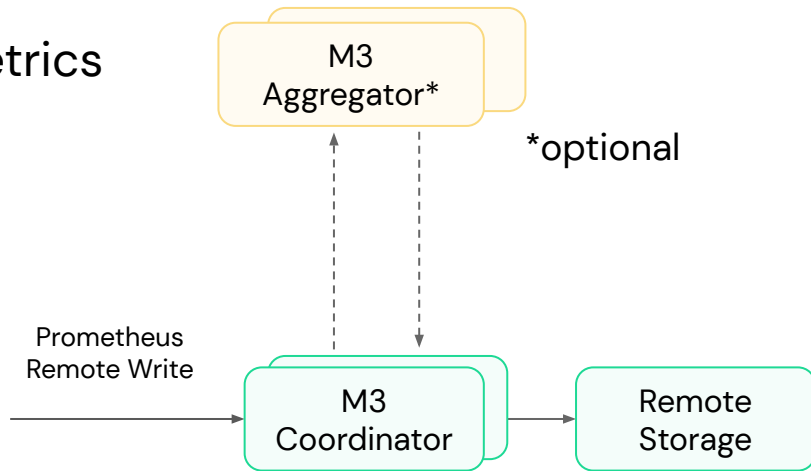 etrics
M3
Aggregator*
*optional
Prometheus
Remote Write
M3
Coordinator
Remote
Storage